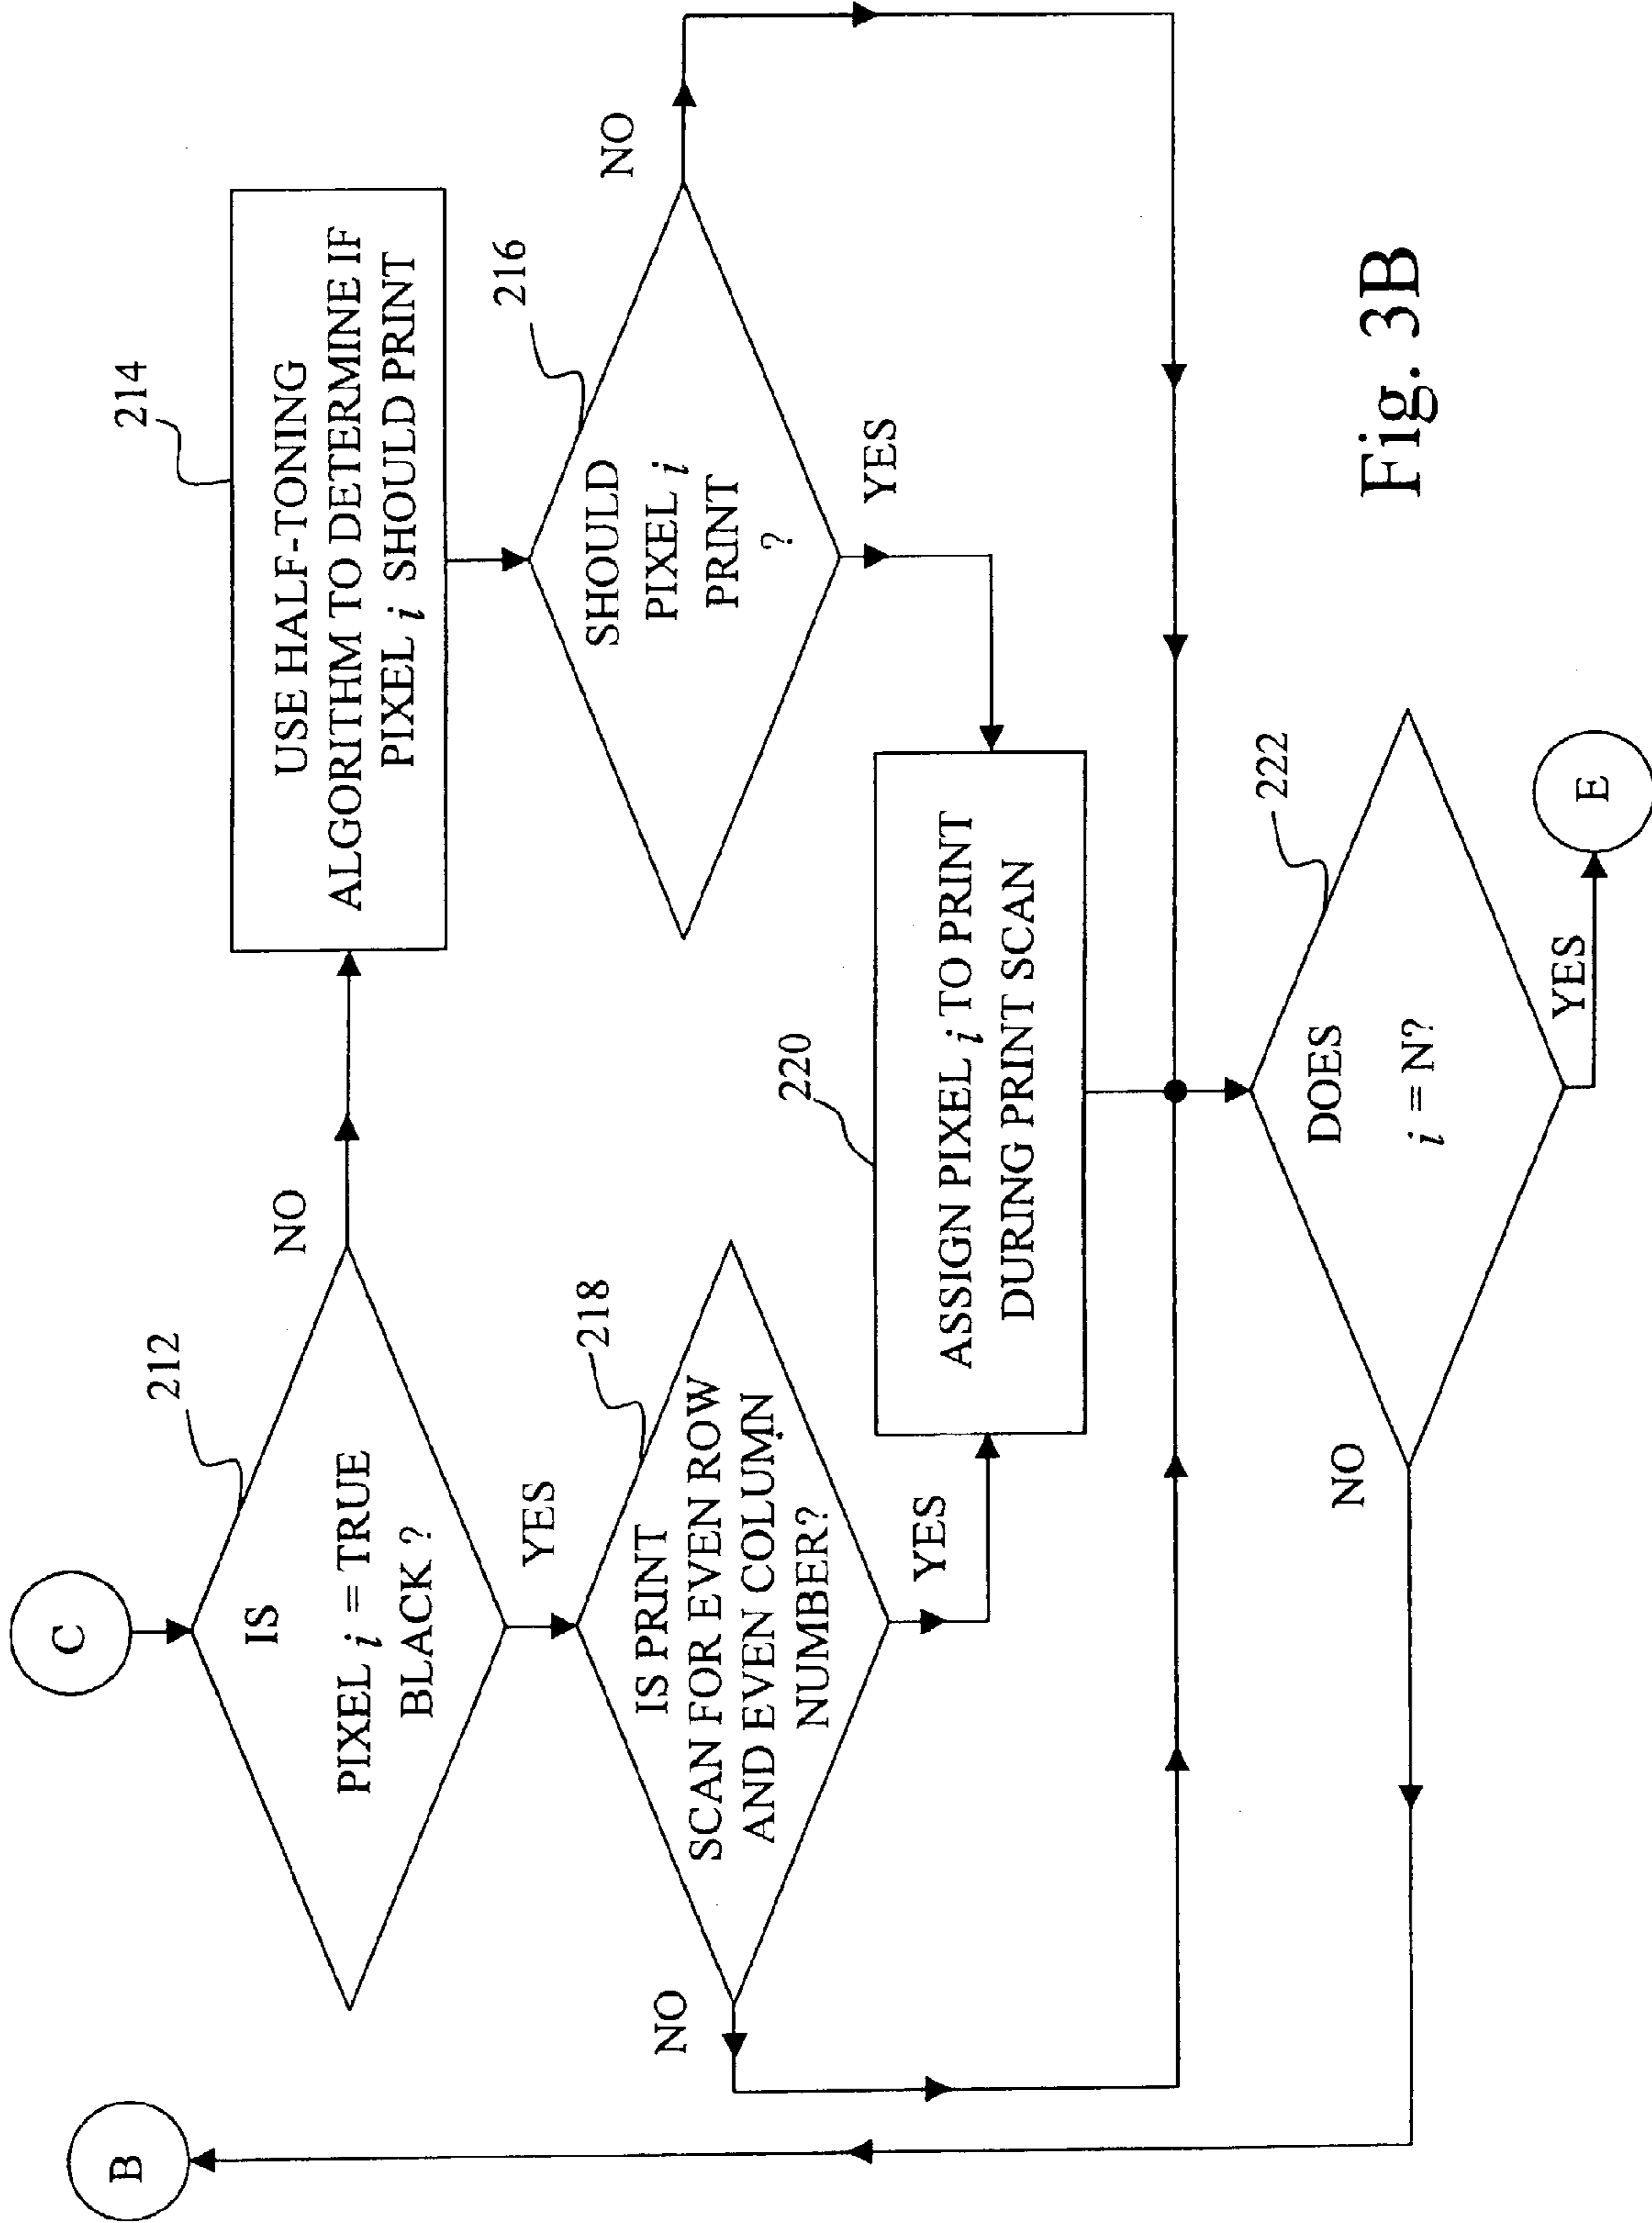 C
B
212
IS
PIXEL i = TRUE
BLACK ?
NO
YES
214
USE HALF-TONING
ALGORITHM TO DETERMINE IF
PIXEL i SHOULD PRINT
216
SHOULD
PIXEL i
PRINT
?
NO
YES
218
IS PRINT
SCAN FOR EVEN ROW
AND EVEN COLUMN
NUMBER?
NO
YES
220
ASSIGN PIXEL i TO PRINT
DURING PRINT SCAN
222
DOES
i = N?
NO
YES
E
Fig. 3B